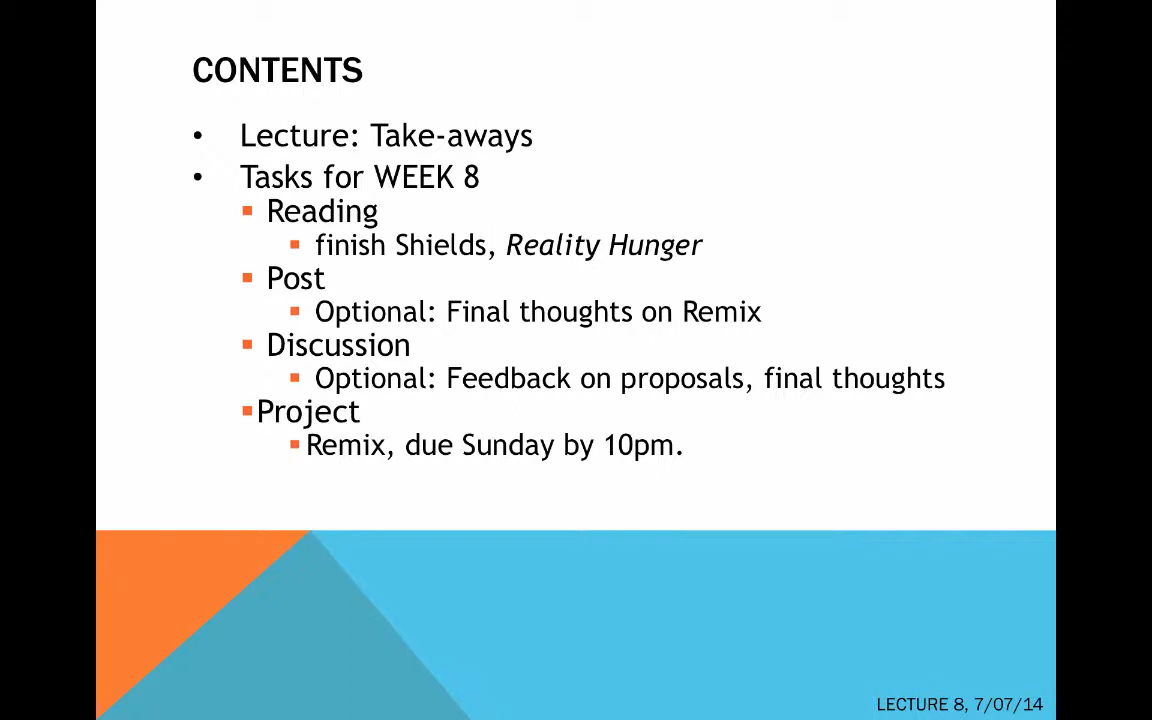 CONTENTS
• Lecture: Take-aways
• Tasks for WEEK 8
▪ Reading
▪ finish Shields, Reality Hunger
▪ Post
▪ Optional: Final thoughts on Remix
▪ Discussion
▪ Optional: Feedback on proposals, final thoughts
▪Project
▪Remix, due Sunday by 10pm.
LECTURE 8, 7/07/14